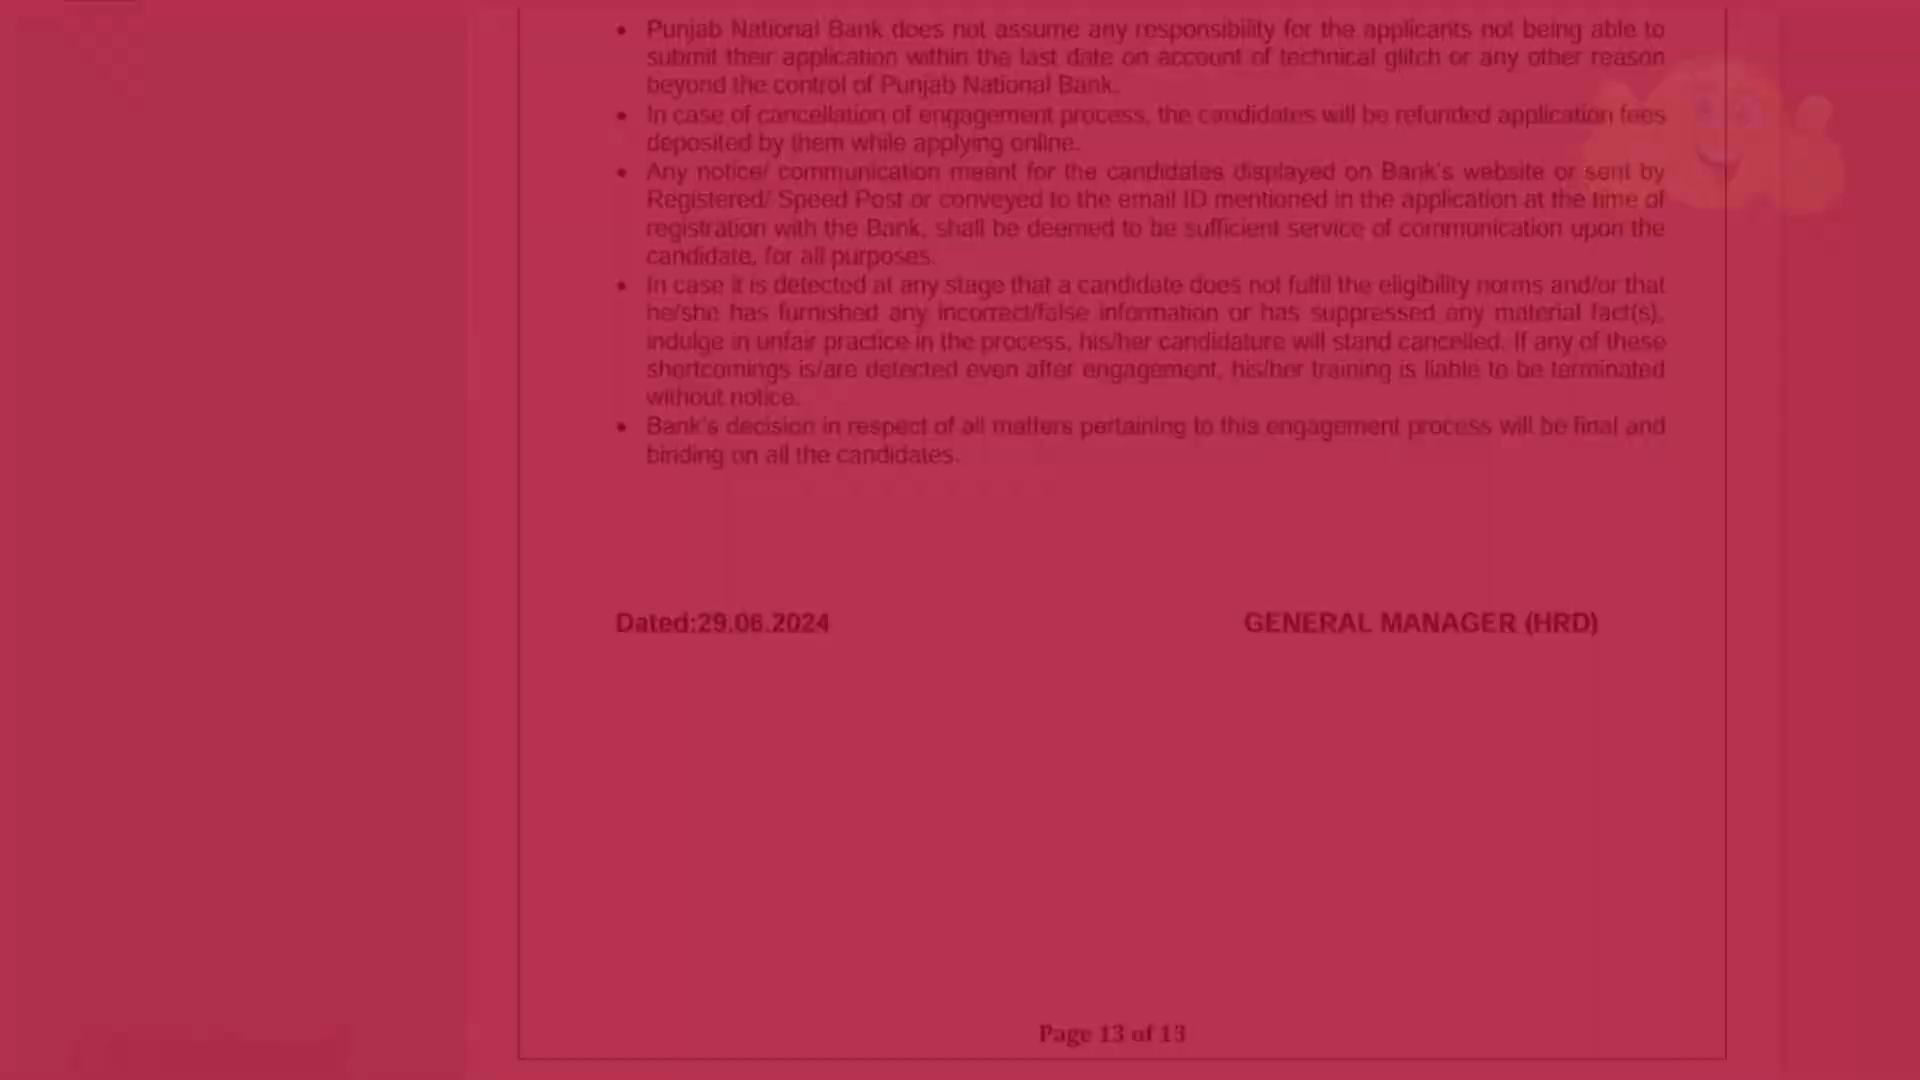 • Punjab National Bank does not assume any responsibility for the applicants not being able to
submit their application within the last date on account of technical glitch or any other reason
beyond the control of Punjab National Bank.
• In case of cancellation of engagement process, the candidates will be refunded application fees
deposited by them while applying online.
• Any notice/ communication meant for the candidates displayed on Bank's website or sent by
Registered/ Speed Post or conveyed to the email ID mentioned in the application at the time of
registration with the Bank, shall be deemed to be sufficient service of communication upon the
candidate, for all purposes.
• In case it is detected at any stage that a candidate does not fulfil the eligibility norms and/or that
he/she has furnished any incorrect/false information or has suppressed any material fact(s),
indulge in unfair practice in the process, his/her candidature will stand cancelled. If any of these
shortcomings is/are detected even after engagement, his/her training is liable to be terminated
without notice.
• Bank's decision in respect of all matters pertaining to this engagement process will be final and
binding on all the candidates.
Dated:29.06.2024 GENERAL MANAGER (HRD)
Page 13 of 13